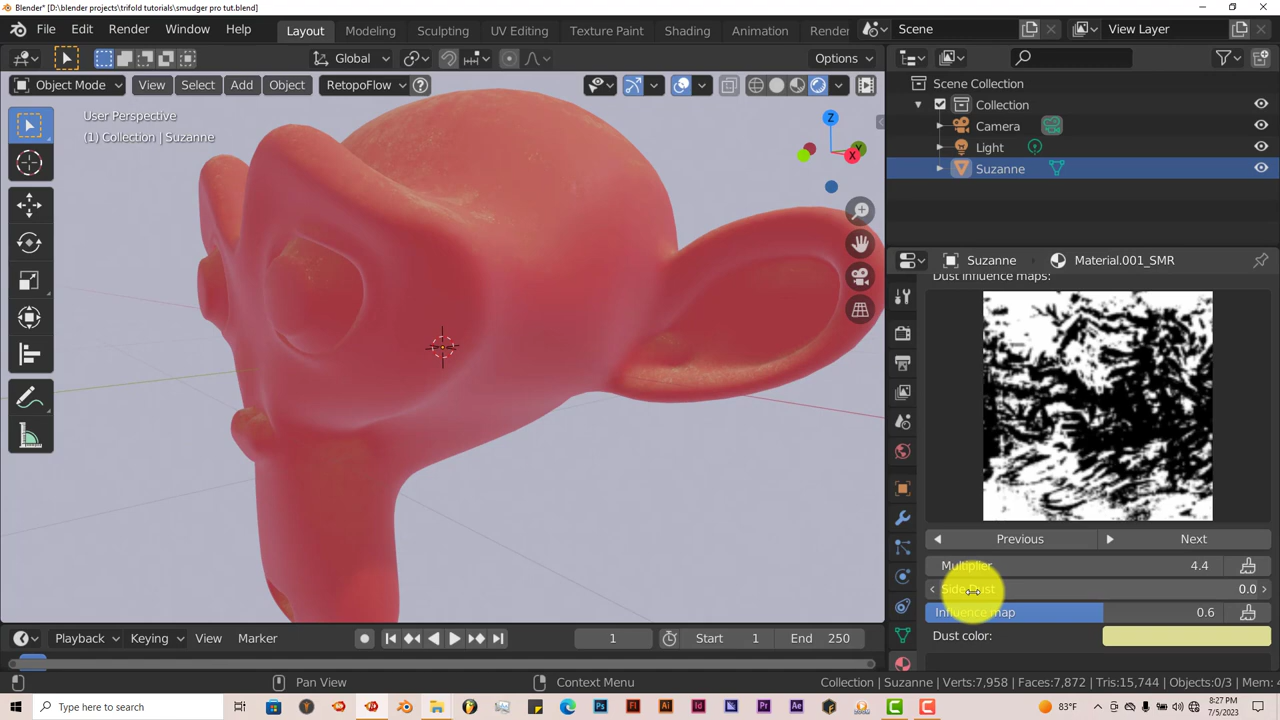 Blender* [D:\blender projects\trifold tutorials\smudger pro tut.blend]
File Edit Render Window Help Layout Modeling Sculpting UV Editing Texture Paint Shading Animation Render Scene View Layer
Global Options
Object Mode View Select Add Object RetopoFlow
User Perspective
(1) Collection | Suzanne
Z
Y
X
Scene Collection
Collection
Camera
Light
Suzanne
Suzanne Material.001_SMR
Dust influence maps:
Previous Next
Multiplier 4.4
Side Dust 0.0
Influence map 0.6
Dust color:
Playback Keying View Marker 1 Start 1 End 250
Pan View Context Menu Collection | Suzanne | Verts:7,958 | Faces:7,872 | Tris:15,744 | Objects:0/3 | Mem:
Type here to search
83°F
8:27 PM
7/5/2023